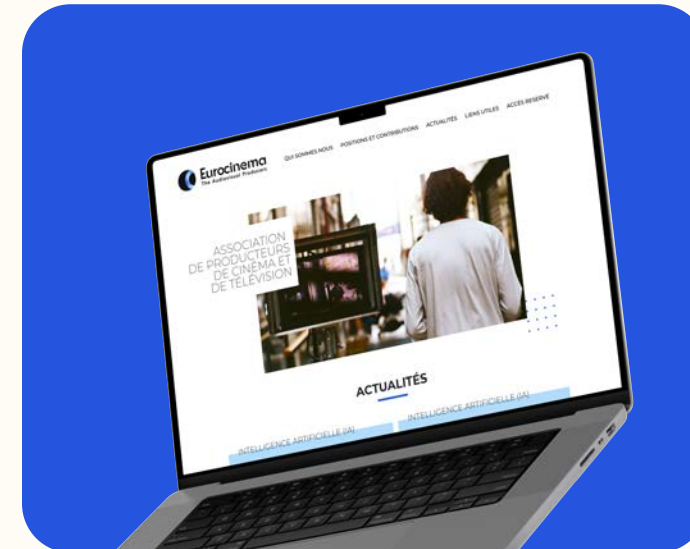 Eurocinema
The Audiovisual Producers
QUI SOMMES NOUS POSITIONS ET CONTRIBUTIONS ACTUALITÉS LIENS UTILES ACCÈS RESERVÉ
ASSOCIATION
DE PRODUCTEURS
DE CINÉMA ET
DE TÉLÉVISION
ACTUALITÉS
INTELLIGENCE ARTIFICIELLE (IA)
INTELLIGENCE ARTIFICIELLE (IA)